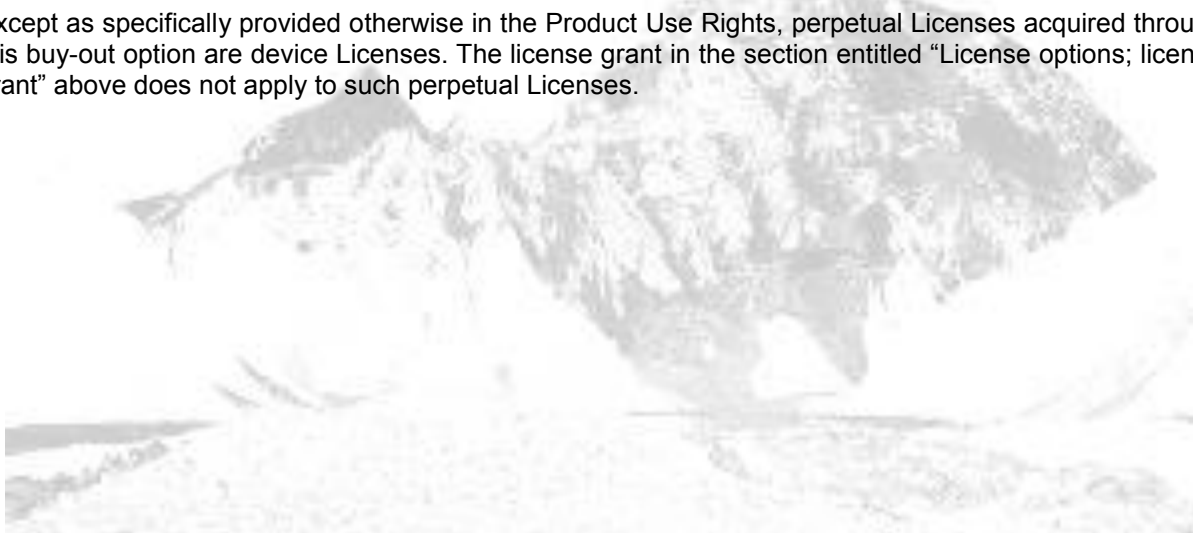 xcept as specifically provided otherwise in the Product Use Rights, perpetual Licenses acquired throu
is buy-out option are device Licenses. The license grant in the section entitled “License options; licen
ant” above does not apply to such perpetual Licenses.